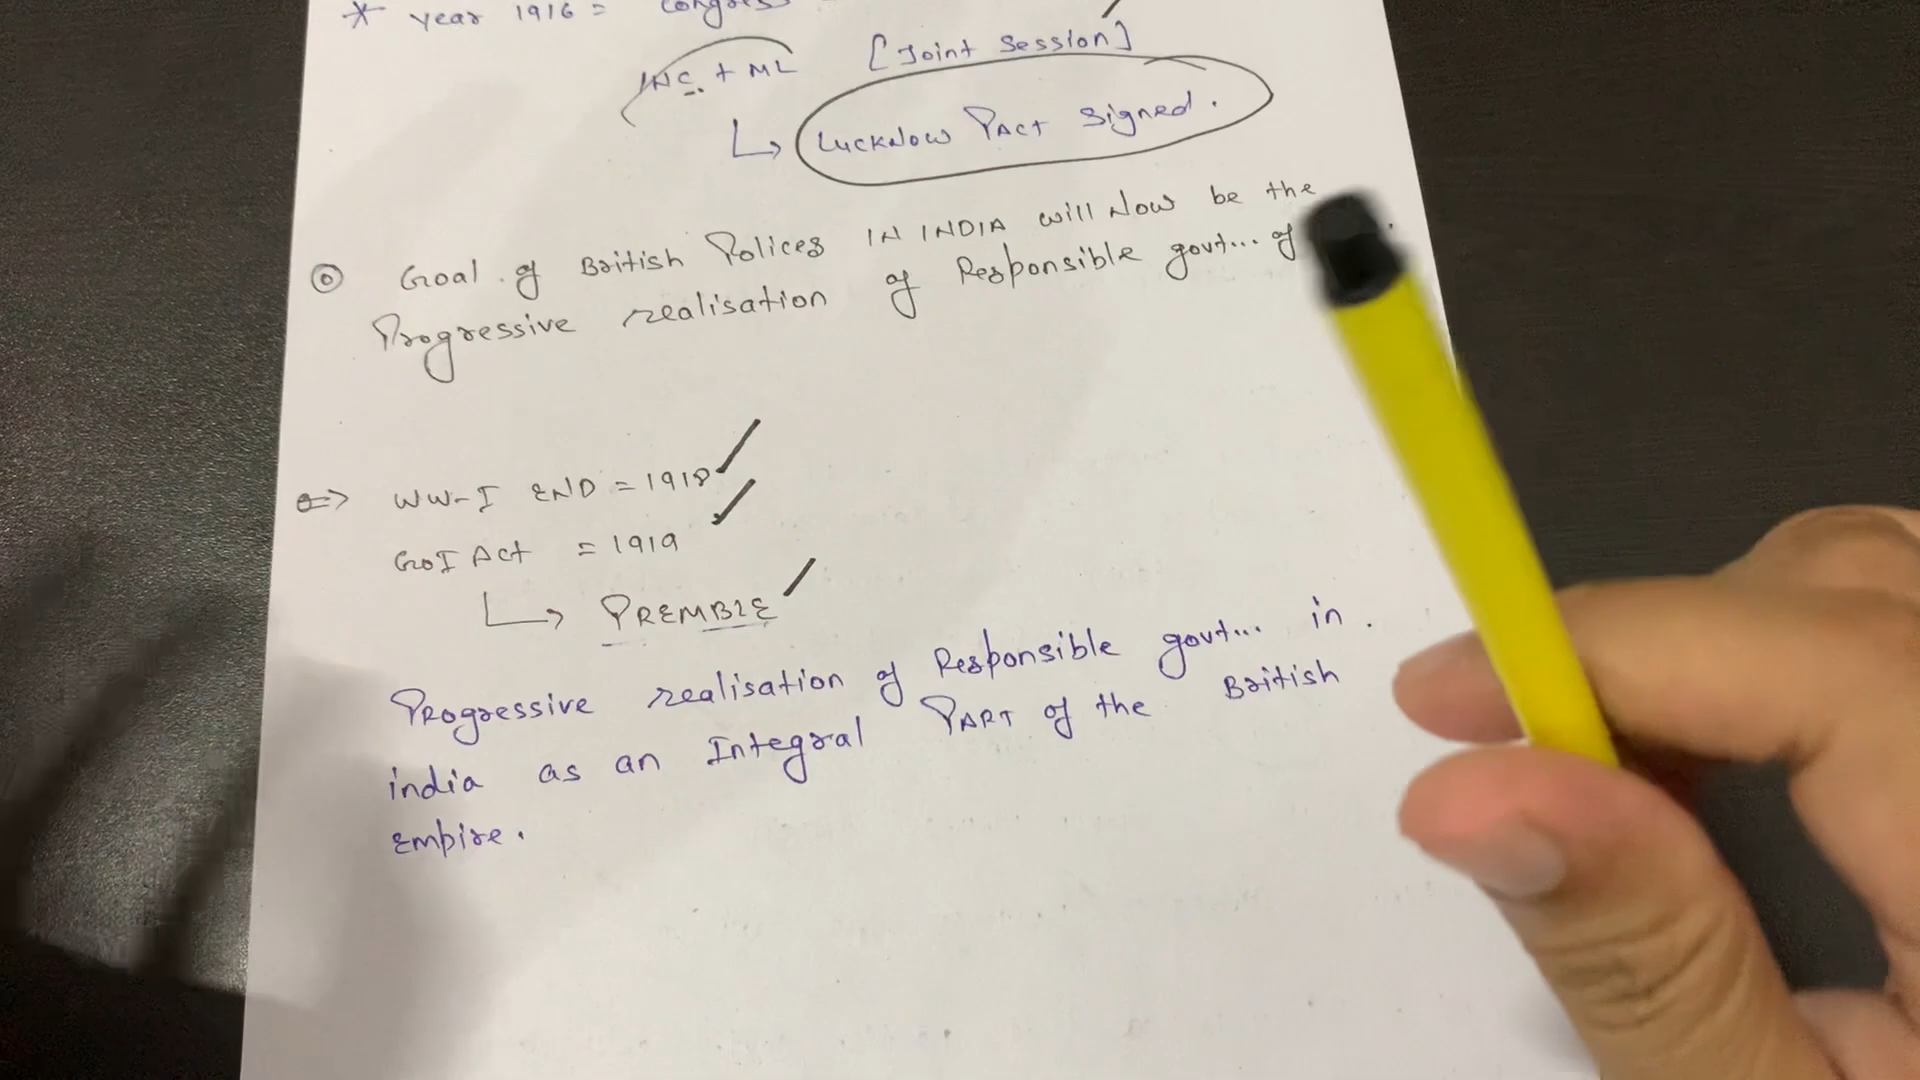 * year 1916 = Congress
INC + ML [Joint Session]
↳ Lucknow Pact signed.
⊙ Goal of British Polices IN INDIA will Now be the
Progressive realisation of Responsible govt... of
⇒ WW-I END = 1918 ✓
GOI Act = 1919 ✓
↳ PREMBLE ✓
Progressive realisation of Responsible govt... in.
india as an Integral PART of the British
Empire.